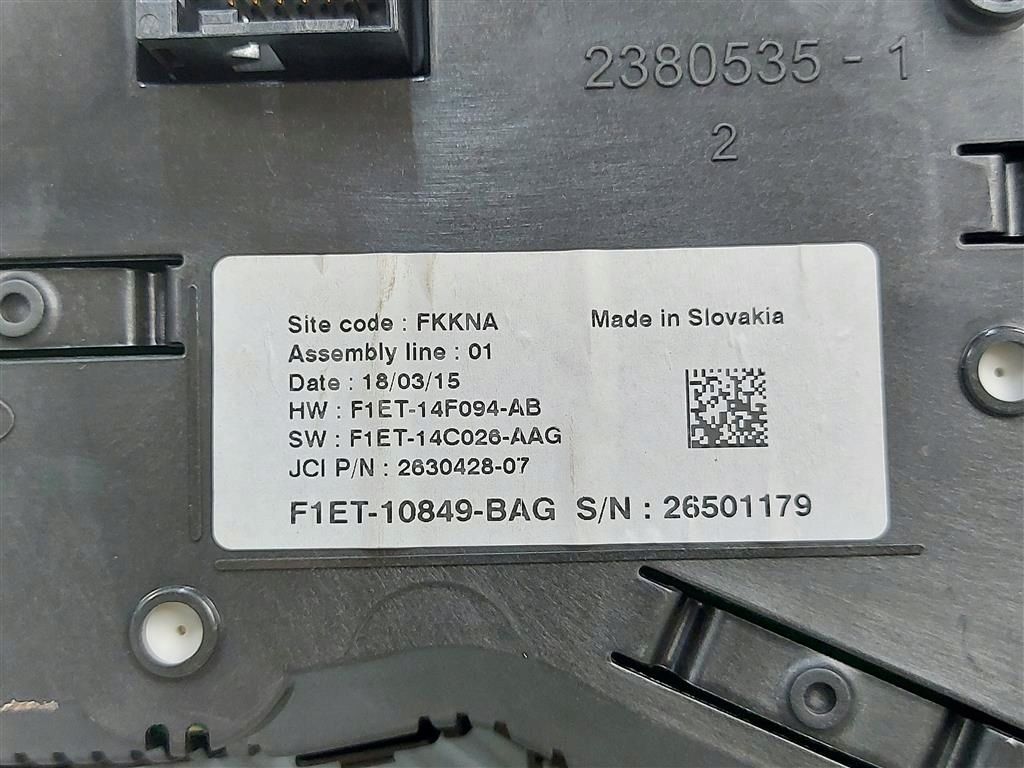 2380535 - 1
2
Site code : FKKNA
Made in Slovakia
Assembly line : 01
Date : 18/03/15
HW : F1ET-14F094-AB
SW : F1ET-14C026-AAG
JCI P/N : 2630428-07
F1ET-10849-BAG S/N : 26501179